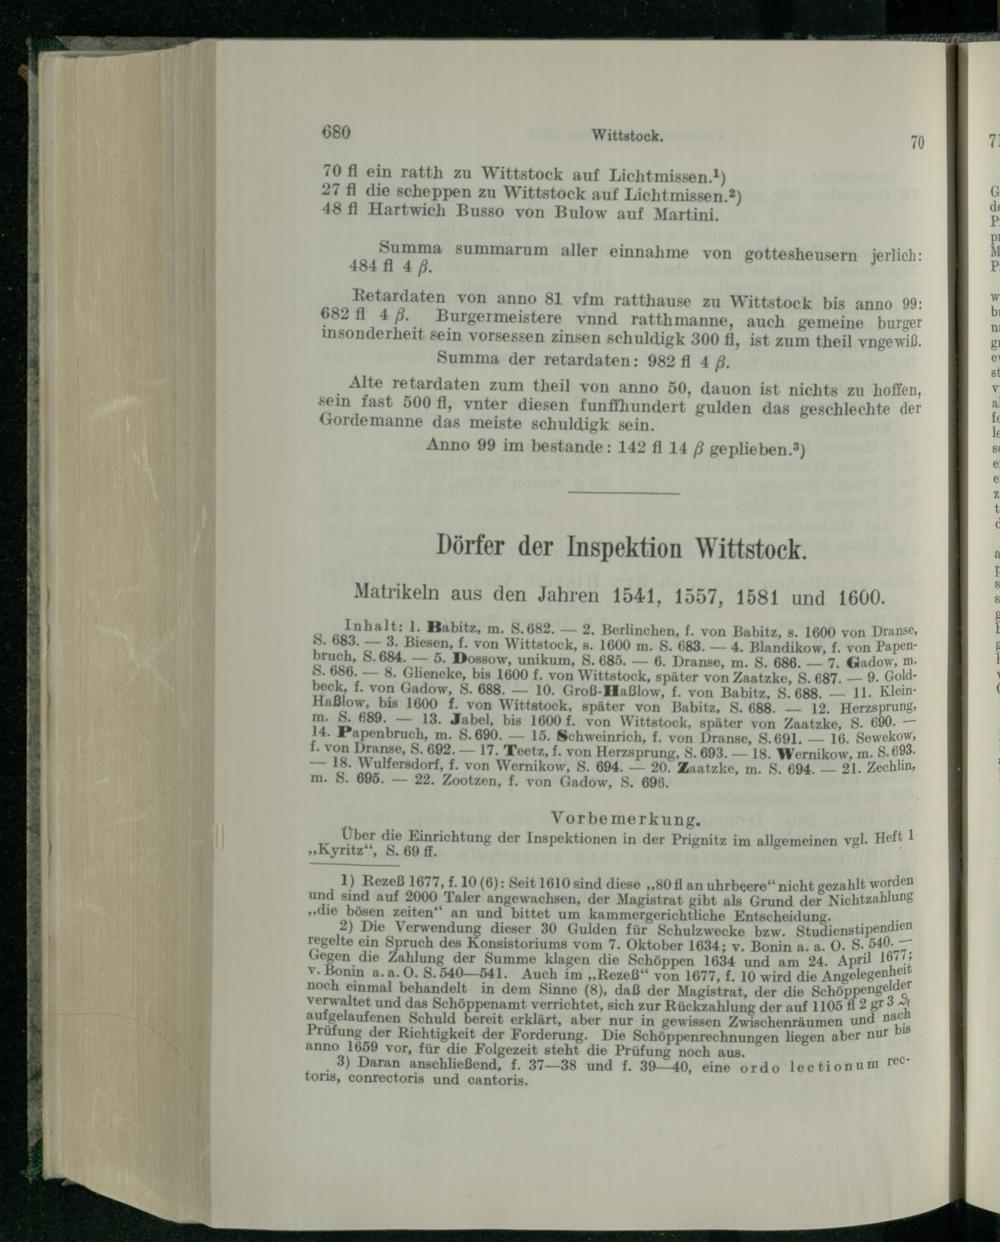 680 Wittstock. 70
70 fl ein ratth zu Wittstock auf Lichtmissen.¹)
27 fl die scheppen zu Wittstock auf Lichtmissen.²)
48 fl Hartwich Busso von Bulow auf Martini.
Summa summarum aller einnahme von gottesheusern jerlich:
484 fl 4 β.
Retardaten von anno 81 vfm ratthause zu Wittstock bis anno 99:
682 fl 4 β. Burgermeistere vnnd ratthmanne, auch gemeine burger
insonderheit sein vorsessen zinsen schuldigk 300 fl, ist zum theil vngewiß.
Summa der retardaten: 982 fl 4 β.
Alte retardaten zum theil von anno 50, dauon ist nichts zu hoffen,
sein fast 500 fl, vnter diesen funffhundert gulden das geschlechte der
Gordemanne das meiste schuldigk sein.
Anno 99 im bestande: 142 fl 14 β geplieben.³)
Dörfer der Inspektion Wittstock.
Matrikeln aus den Jahren 1541, 1557, 1581 und 1600.
Inhalt: 1. Babitz, m. S. 682. — 2. Berlinchen, f. von Babitz, s. 1600 von Dranse,
S. 683. — 3. Biesen, f. von Wittstock, s. 1600 m. S. 683. — 4. Blandikow, f. von Papen-
bruch, S. 684. — 5. Dossow, unikum, S. 685. — 6. Dranse, m. S. 686. — 7. Gadow, m.
S. 686. — 8. Glieneke, bis 1600 f. von Wittstock, später von Zaatzke, S. 687. — 9. Gold-
beck, f. von Gadow, S. 688. — 10. Groß-Haßlow, f. von Babitz, S. 688. — 11. Klein-
Haßlow, bis 1600 f. von Wittstock, später von Babitz, S. 688. — 12. Herzsprung,
m. S. 689. — 13. Jabel, bis 1600 f. von Wittstock, später von Zaatzke, S. 690. —
14. Papenbruch, m. S. 690. — 15. Schweinrich, f. von Dranse, S. 691. — 16. Sewekow,
f. von Dranse, S. 692. — 17. Teetz, f. von Herzsprung, S. 693. — 18. Wernikow, m. S. 693.
— 18. Wulfersdorf, f. von Wernikow, S. 694. — 20. Zaatzke, m. S. 694. — 21. Zechlin,
m. S. 695. — 22. Zootzen, f. von Gadow, S. 696.
Vorbemerkung.
Über die Einrichtung der Inspektionen in der Prignitz im allgemeinen vgl. Heft 1
„Kyritz“, S. 69 ff.
1) Rezeß 1677, f. 10 (6): Seit 1610 sind diese „80 fl an uhrbeere“ nicht gezahlt worden
und sind auf 2000 Taler angewachsen, der Magistrat gibt als Grund der Nichtzahlung
„die bösen zeiten“ an und bittet um kammergerichtliche Entscheidung.
2) Die Verwendung dieser 30 Gulden für Schulzwecke bzw. Studienstipendien
regelte ein Spruch des Konsistoriums vom 7. Oktober 1634; v. Bonin a. a. O. S. 540. —
Gegen die Zahlung der Summe klagen die Schöppen 1634 und am 24. April 1677;
v. Bonin a. a. O. S. 540—541. Auch im „Rezeß“ von 1677, f. 10 wird die Angelegenheit
noch einmal behandelt in dem Sinne (8), daß der Magistrat, der die Schöppengelder
verwaltet und das Schöppenamt verrichtet, sich zur Rückzahlung der auf 1105 fl 2 gr 3 ₰
aufgelaufenen Schuld bereit erklärt, aber nur in gewissen Zwischenräumen und nach
Prüfung der Richtigkeit der Forderung. Die Schöppenrechnungen liegen aber nur bis
anno 1659 vor, für die Folgezeit steht die Prüfung noch aus.
3) Daran anschließend, f. 37—38 und f. 39—40, eine ordo lectionum rec-
toris, conrectoris und cantoris.